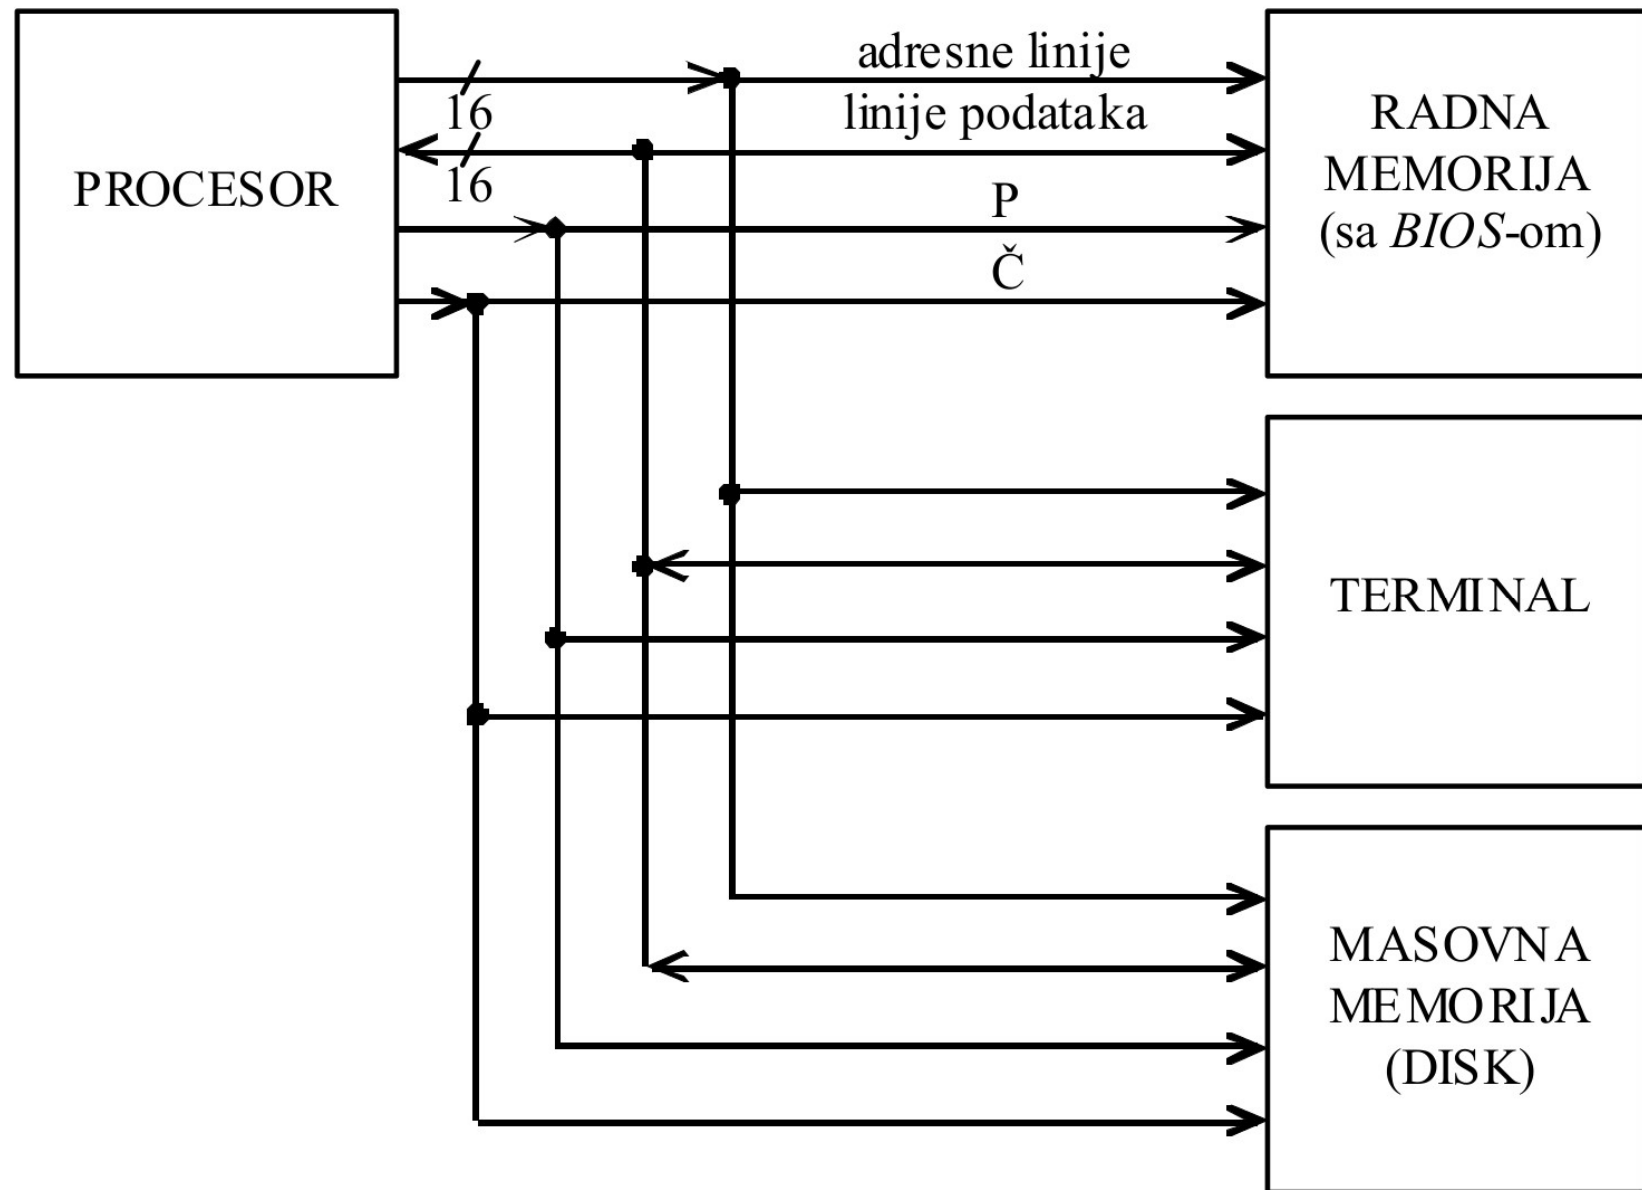 PROCESOR
16
16
adresne linije
linije podataka
P
Č
RADNA
MEMORIJA
(sa BIOS-om)
TERMINAL
MASOVNA
MEMORIJA
(DISK)